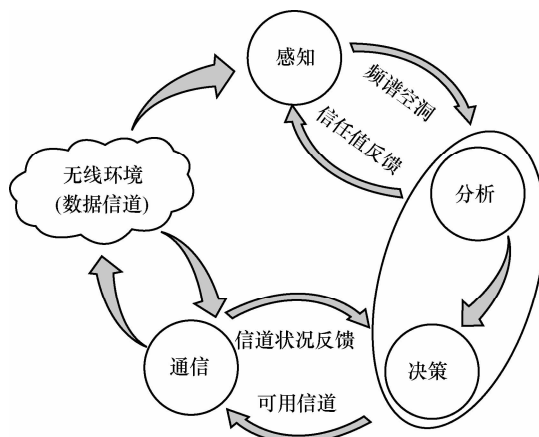 感知
频谱空洞
信任值反馈
无线环境
(数据信道)
分析
信道状况反馈
通信
决策
可用信道